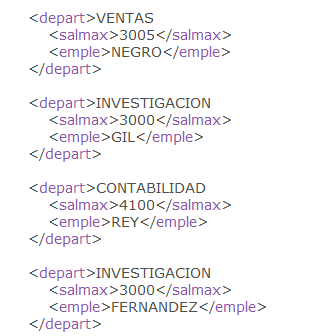 <depart>VENTAS
<salmax>3005</salmax>
<emple>NEGRO</emple>
</depart>
<depart>INVESTIGACION
<salmax>3000</salmax>
<emple>GIL</emple>
</depart>
<depart>CONTABILIDAD
<salmax>4100</salmax>
<emple>REY</emple>
</depart>
<depart>INVESTIGACION
<salmax>3000</salmax>
<emple>FERNANDEZ</emple>
</depart>